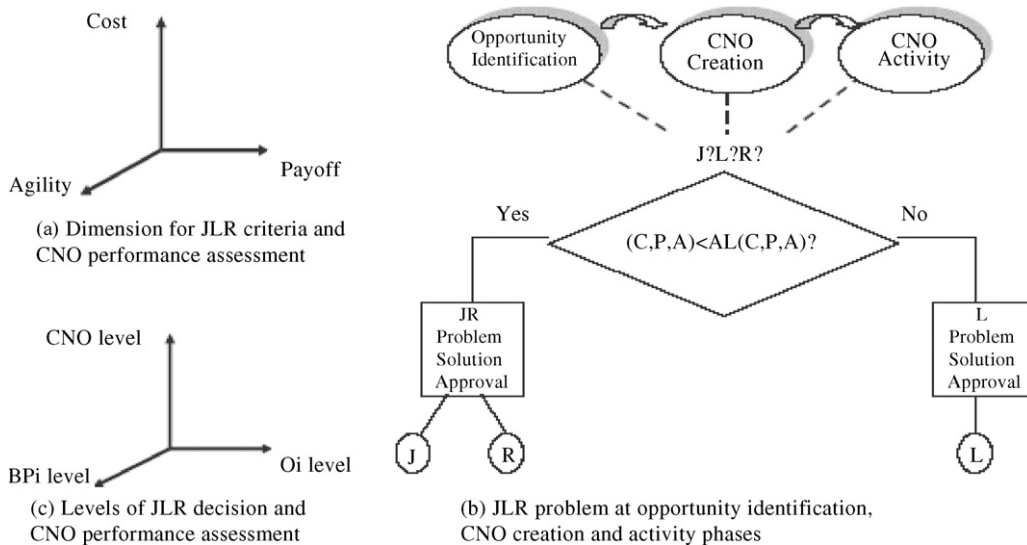 Cost
Payoff
Agility
(a) Dimension for JLR criteria and
CNO performance assessment
CNO level
Oi level
BPi level
(c) Levels of JLR decision and
CNO performance assessment
Opportunity
Identification
CNO
Creation
CNO
Activity
J?L?R?
Yes
No
(C,P,A)<AL(C,P,A)?
JR
Problem
Solution
Approval
L
Problem
Solution
Approval
J
R
L
(b) JLR problem at opportunity identification,
CNO creation and activity phases